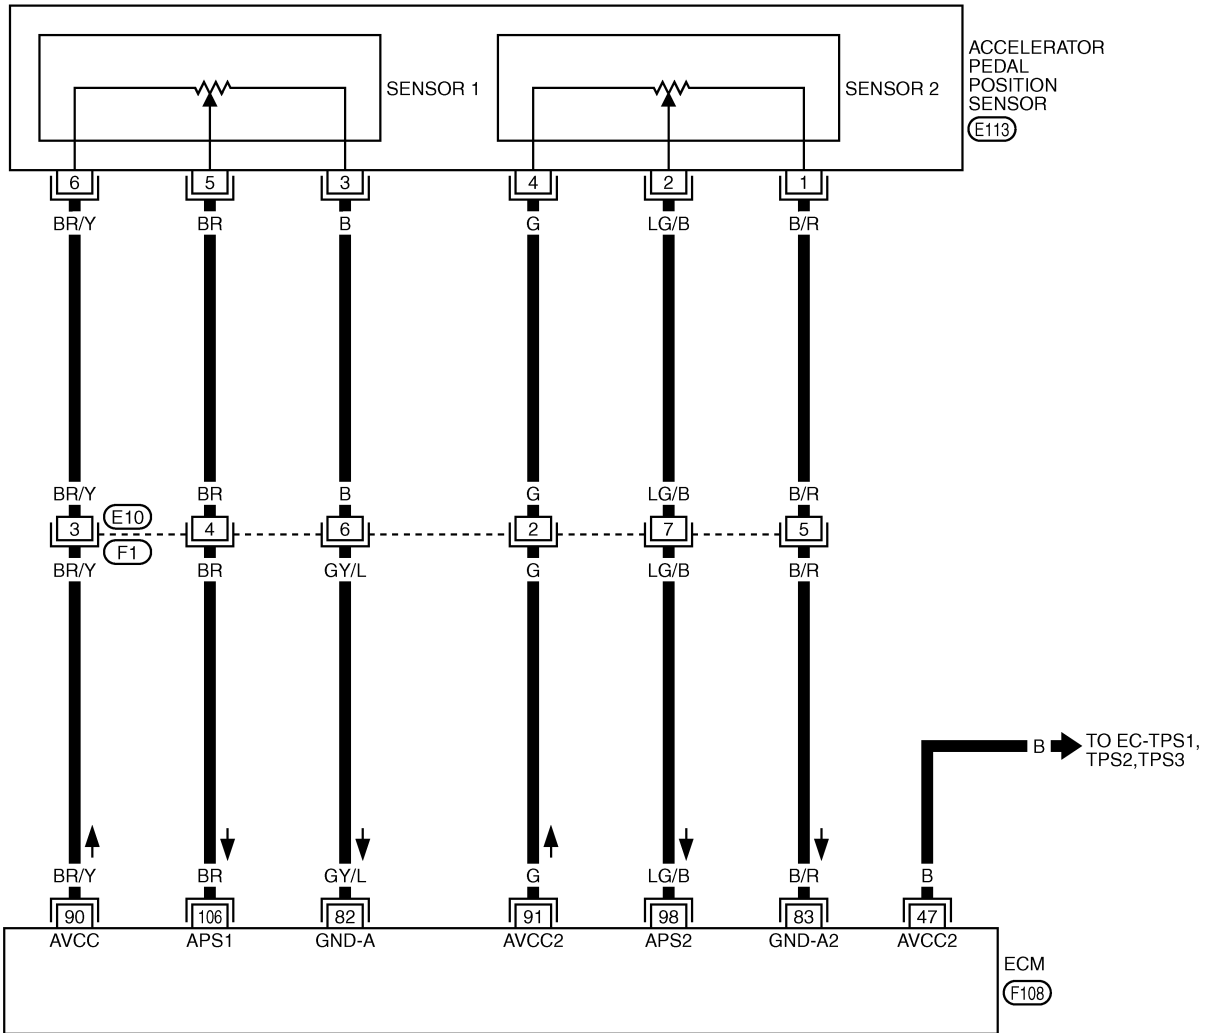 ACCELERATOR
PEDAL
POSITION
SENSOR
E113
SENSOR 1
SENSOR 2
6 5 3 4 2 1
BR/Y BR B G LG/B B/R
BR/Y BR B G LG/B B/R
E10
3 4 6 2 7 5
F1
BR/Y BR GY/L G LG/B B/R
B
TO EC-TPS1,
TPS2,TPS3
BR/Y BR GY/L G LG/B B/R B
90 106 82 91 98 83 47
AVCC APS1 GND-A AVCC2 APS2 GND-A2 AVCC2
ECM
F108